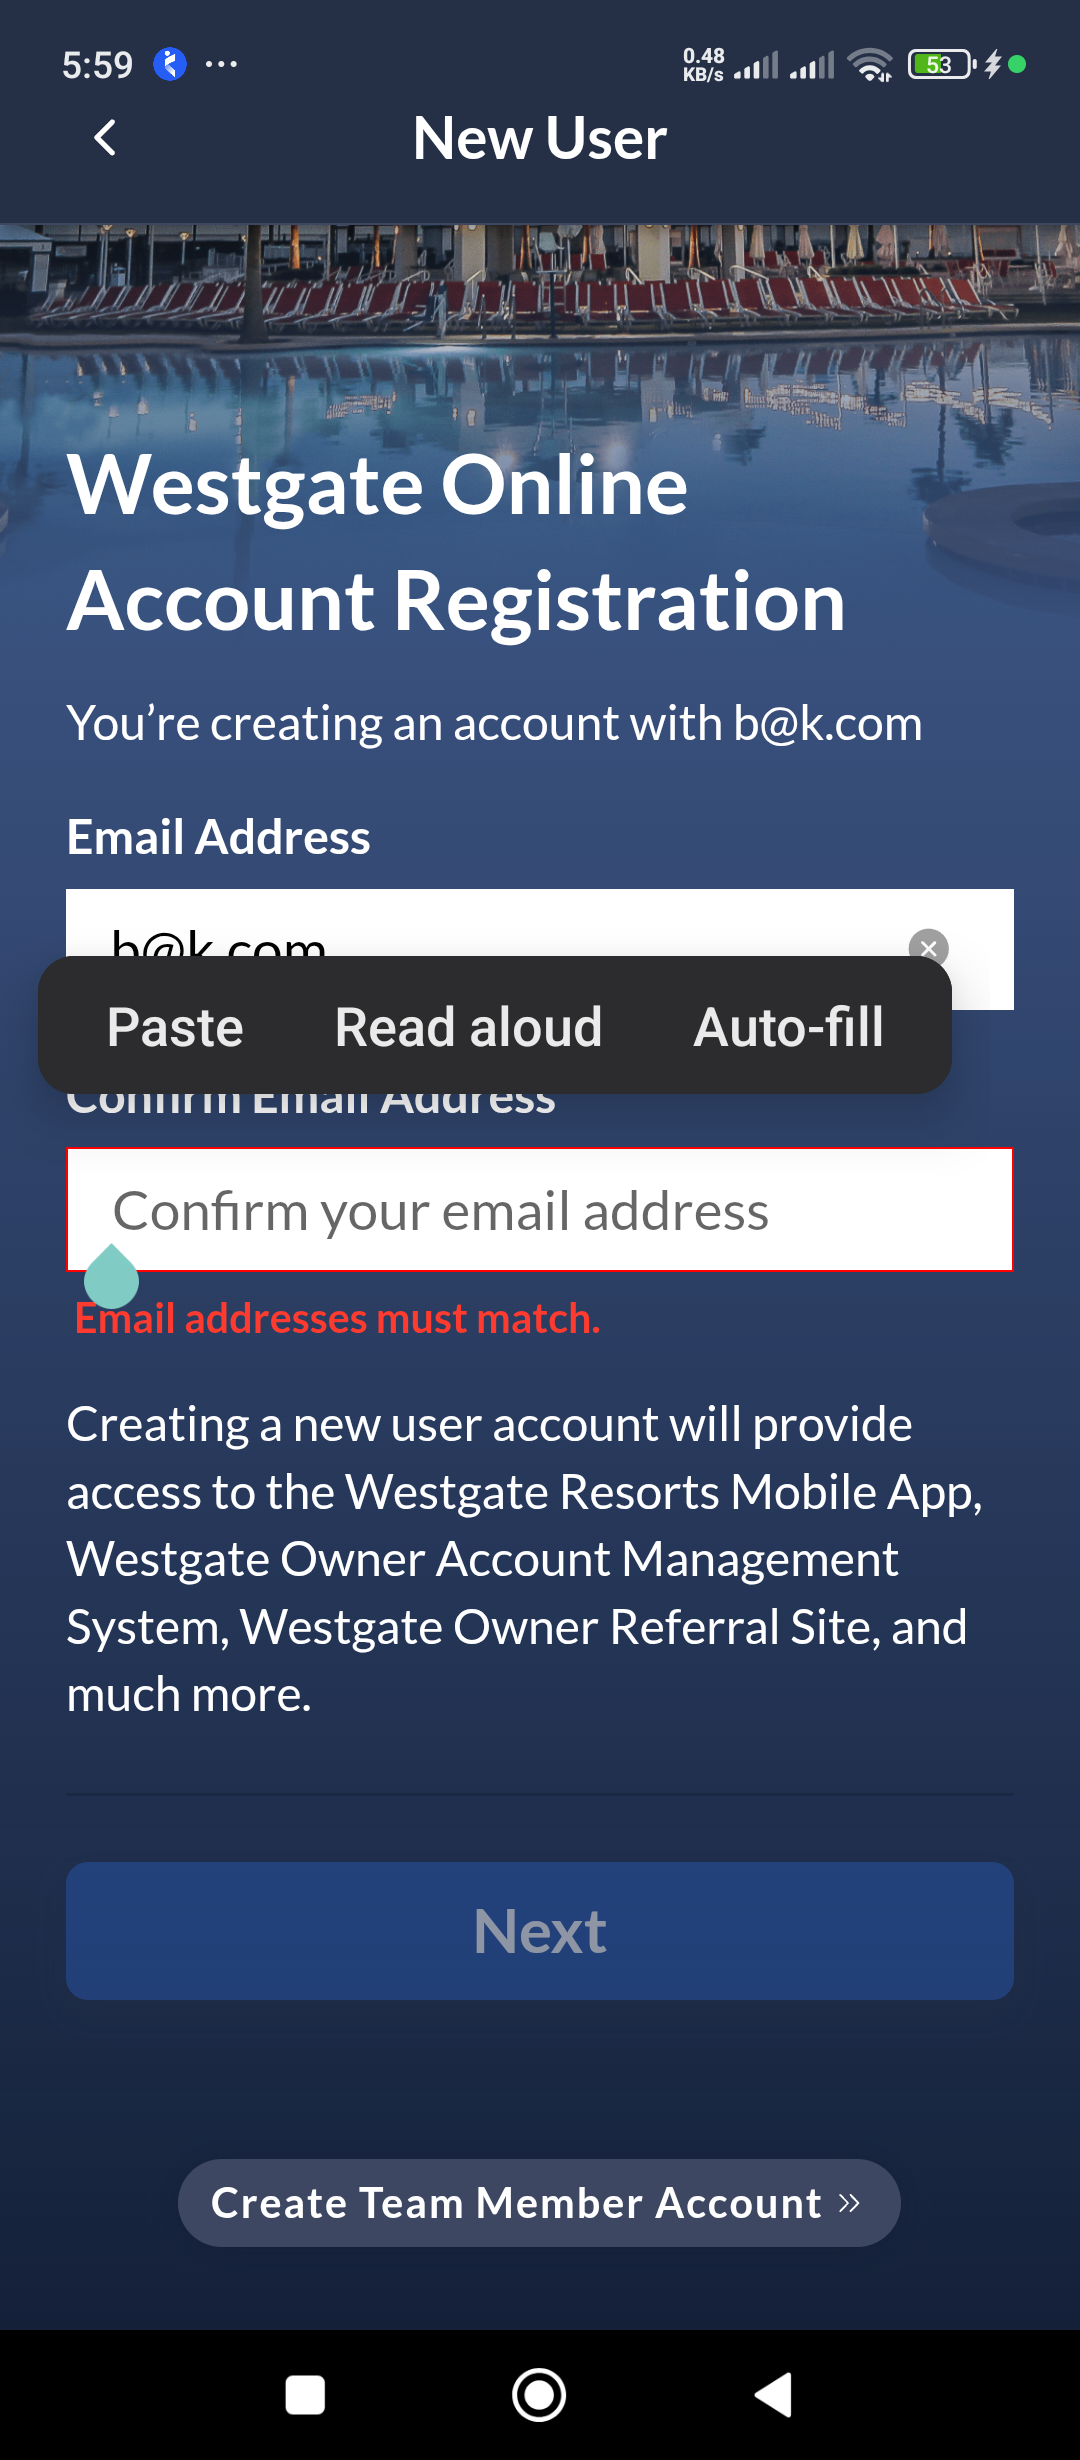 5:59
0.48
KB/s
53
New User
Westgate Online
Account Registration
You’re creating an account with b@k.com
Email Address
b@k.com
Paste Read aloud Auto-fill
Confirm Email Address
Confirm your email address
Email addresses must match.
Creating a new user account will provide
access to the Westgate Resorts Mobile App,
Westgate Owner Account Management
System, Westgate Owner Referral Site, and
much more.
Next
Create Team Member Account »